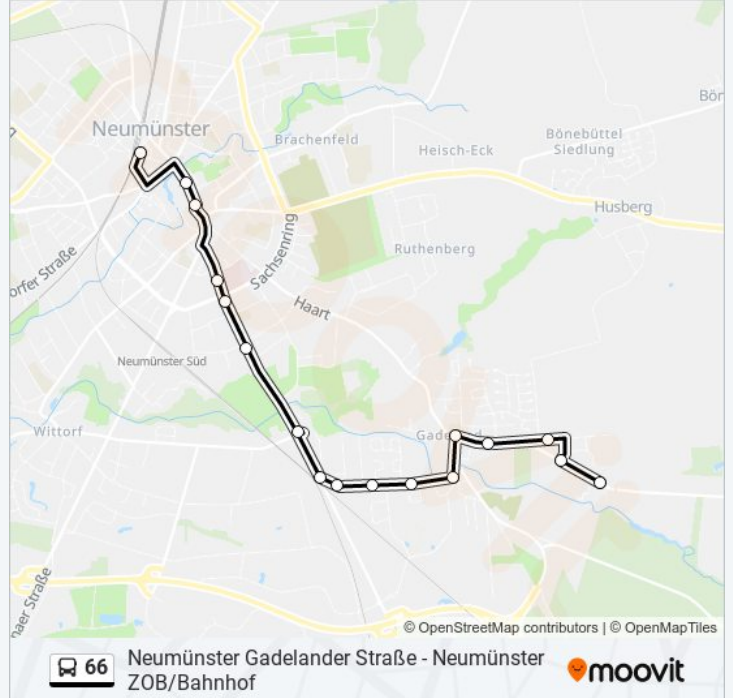 Neumünster
Brachenfeld
Heisch-Eck
Bönebüttel
Siedlung
Bör
Husberg
Ruthenberg
Sachsenring
orfer Straße
Haart
Neumünster Süd
Wittorf
Gade
d
naer Straße
© OpenStreetMap contributors | © OpenMapTiles
66
Neumünster Gadelander Straße - Neumünster
ZOB/Bahnhof
moovit